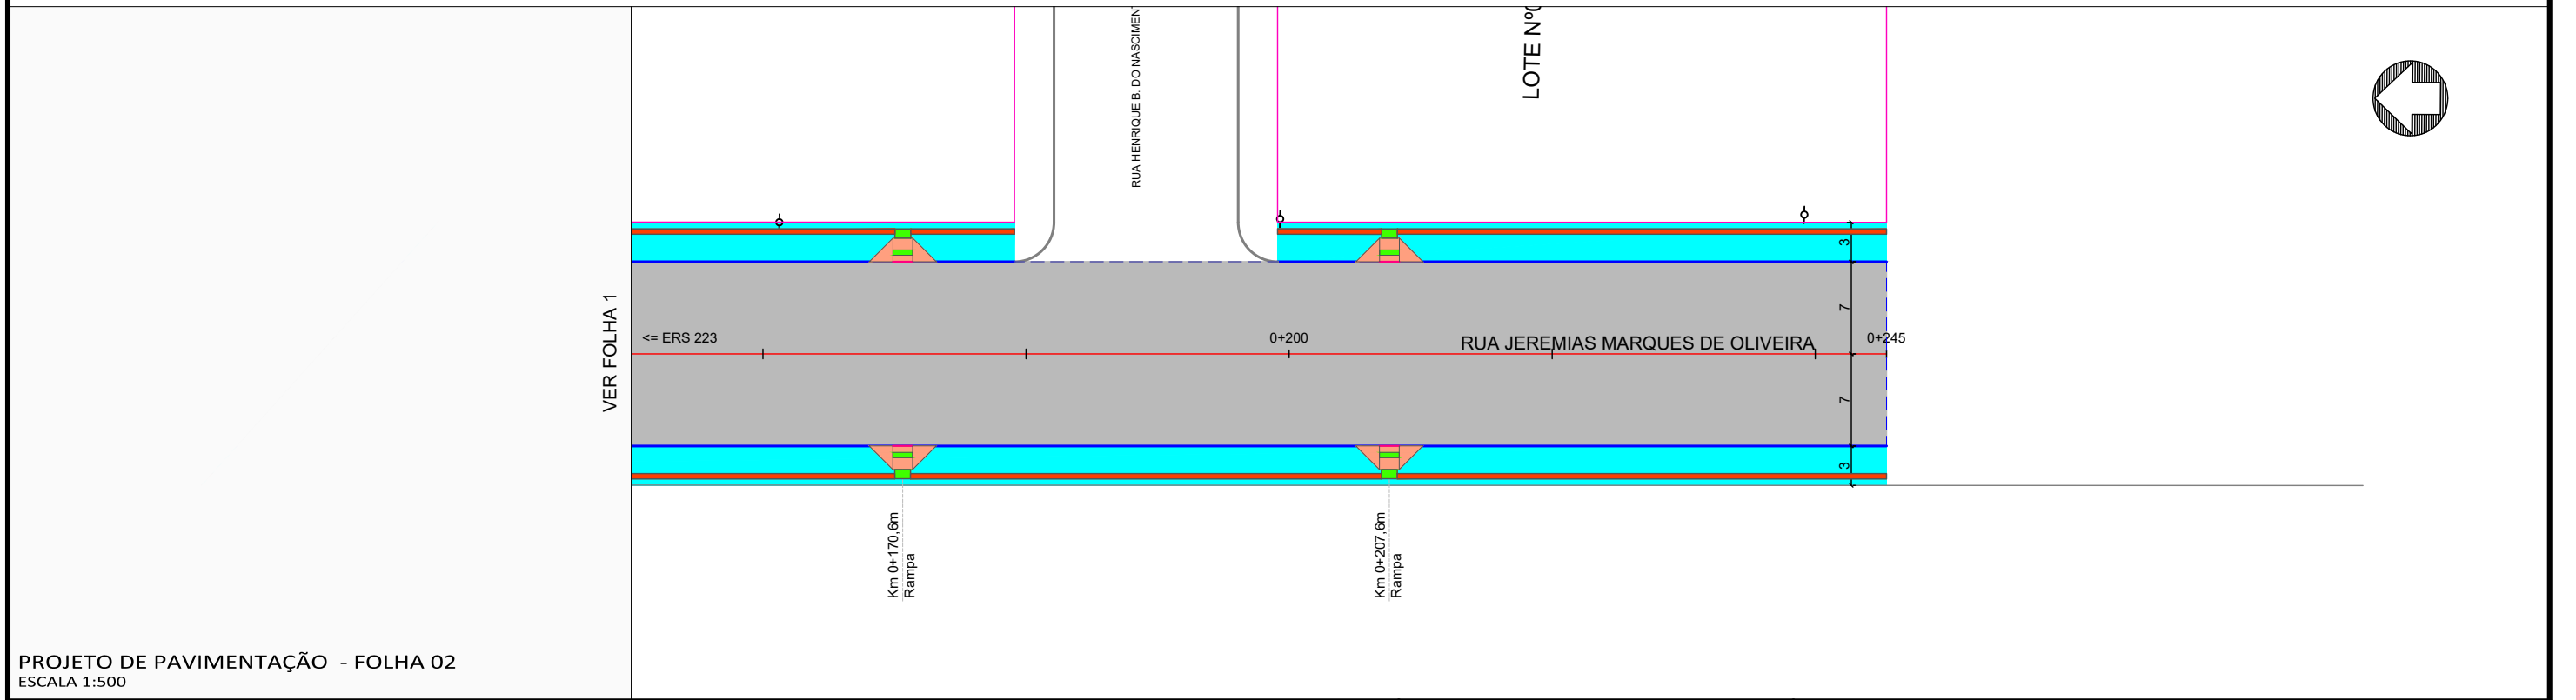 RUA HENRIQUE B. DO NASCIMENT
LOTE Nº0
VER FOLHA 1
<= ERS 223
0+200
RUA JEREMIAS MARQUES DE OLIVEIRA
0+245
3
7
7
3
Km 0+170,6m
Rampa
Km 0+207,6m
Rampa
PROJETO DE PAVIMENTAÇÃO - FOLHA 02
ESCALA 1:500